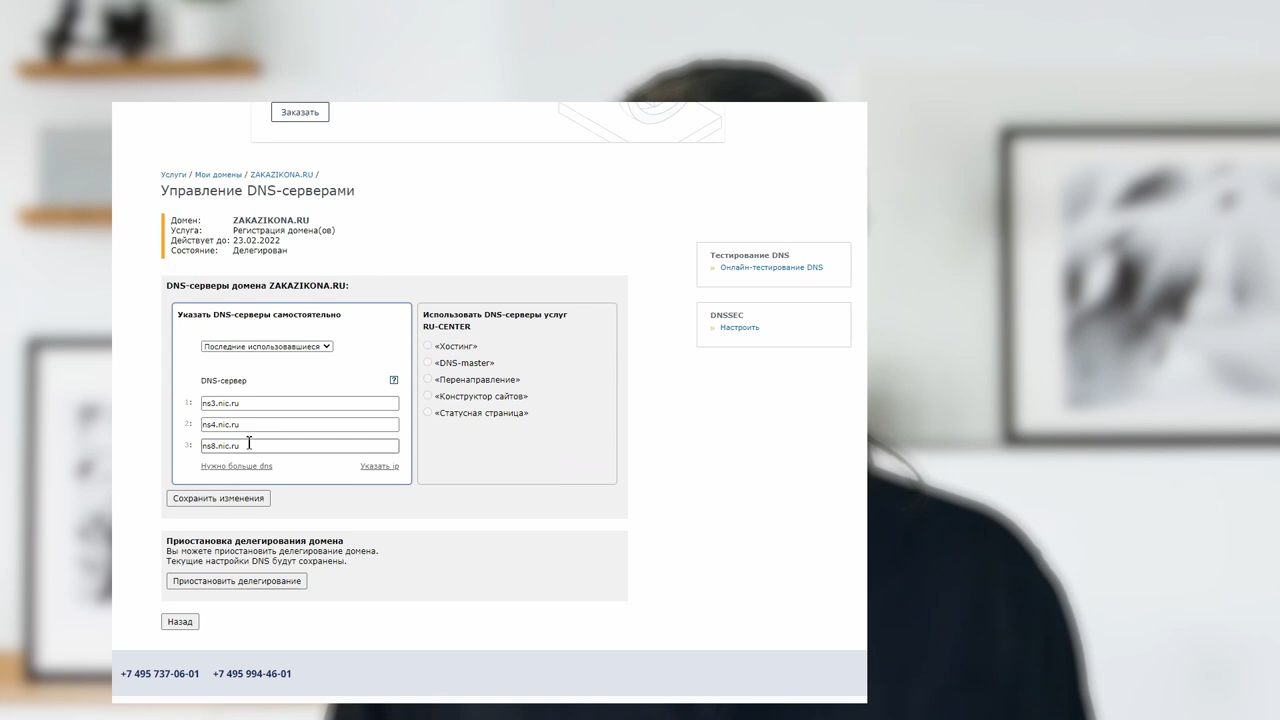 Заказать
Услуги / Мои домены / ZAKAZIKONA.RU /
Управление DNS-серверами
Домен: ZAKAZIKONA.RU
Услуга: Регистрация домена(ов)
Действует до: 23.02.2022
Состояние: Делегирован
Тестирование DNS
» Онлайн-тестирование DNS
DNSSEC
» Настроить
DNS-серверы домена ZAKAZIKONA.RU:
Указать DNS-серверы самостоятельно
Последние использовавшиеся
DNS-сервер ?
1: ns3.nic.ru
2: ns4.nic.ru
3: ns8.nic.ru
Нужно больше dns Указать ip
Использовать DNS-серверы услуг
RU-CENTER
«Хостинг»
«DNS-master»
«Перенаправление»
«Конструктор сайтов»
«Статусная страница»
Сохранить изменения
Приостановка делегирования домена
Вы можете приостановить делегирование домена.
Текущие настройки DNS будут сохранены.
Приостановить делегирование
Назад
+7 495 737-06-01 +7 495 994-46-01